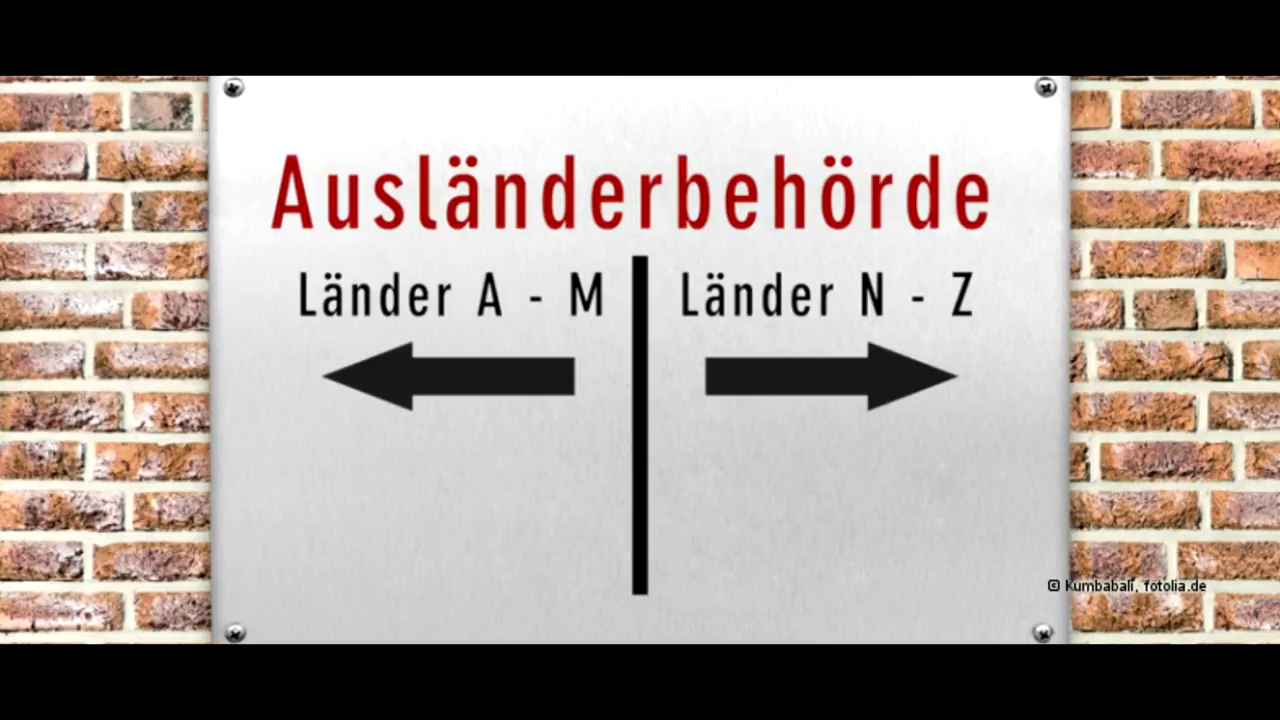 Ausländerbehörde
Länder A - M
Länder N - Z
© Kumbabali, fotolia.de